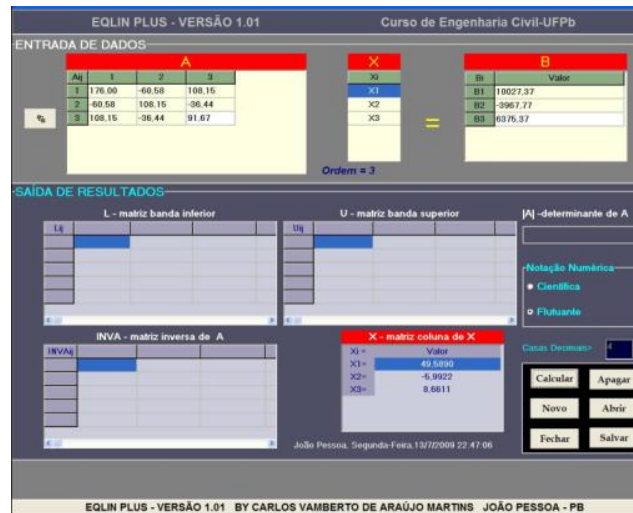 EQLIN PLUS - VERSÃO 1.01 Curso de Engenharia Civil-UFPb
ENTRADA DE DADOS
A X B
Aij 1 2 3 Xi Bi Valor
1 176,00 -60,58 108,15 X1 B1 10027,37
2 -60,58 108,15 -36,44 X2 B2 -3967,77
% 3 108,15 -36,44 91,67 X3 = B3 6375,37
Ordem = 3
SAÍDA DE RESULTADOS
L - matriz banda inferior U - matriz banda superior |A| -determinante de A
Lij Uij
Notação Numérica
Científica
Flutuante
INVA - matriz inversa de A X - matriz coluna de X
INVAij Xi = Valor Casas Decimais= 4
X1= 49,5890
X2= -5,9922
X3= 8,6611
Calcular Apagar
Novo Abrir
João Pessoa, Segunda-Feira,13/7/2009 22:47:06 Fechar Salvar
EQLIN PLUS - VERSÃO 1.01 BY CARLOS VAMBERTO DE ARAÚJO MARTINS JOÃO PESSOA - PB